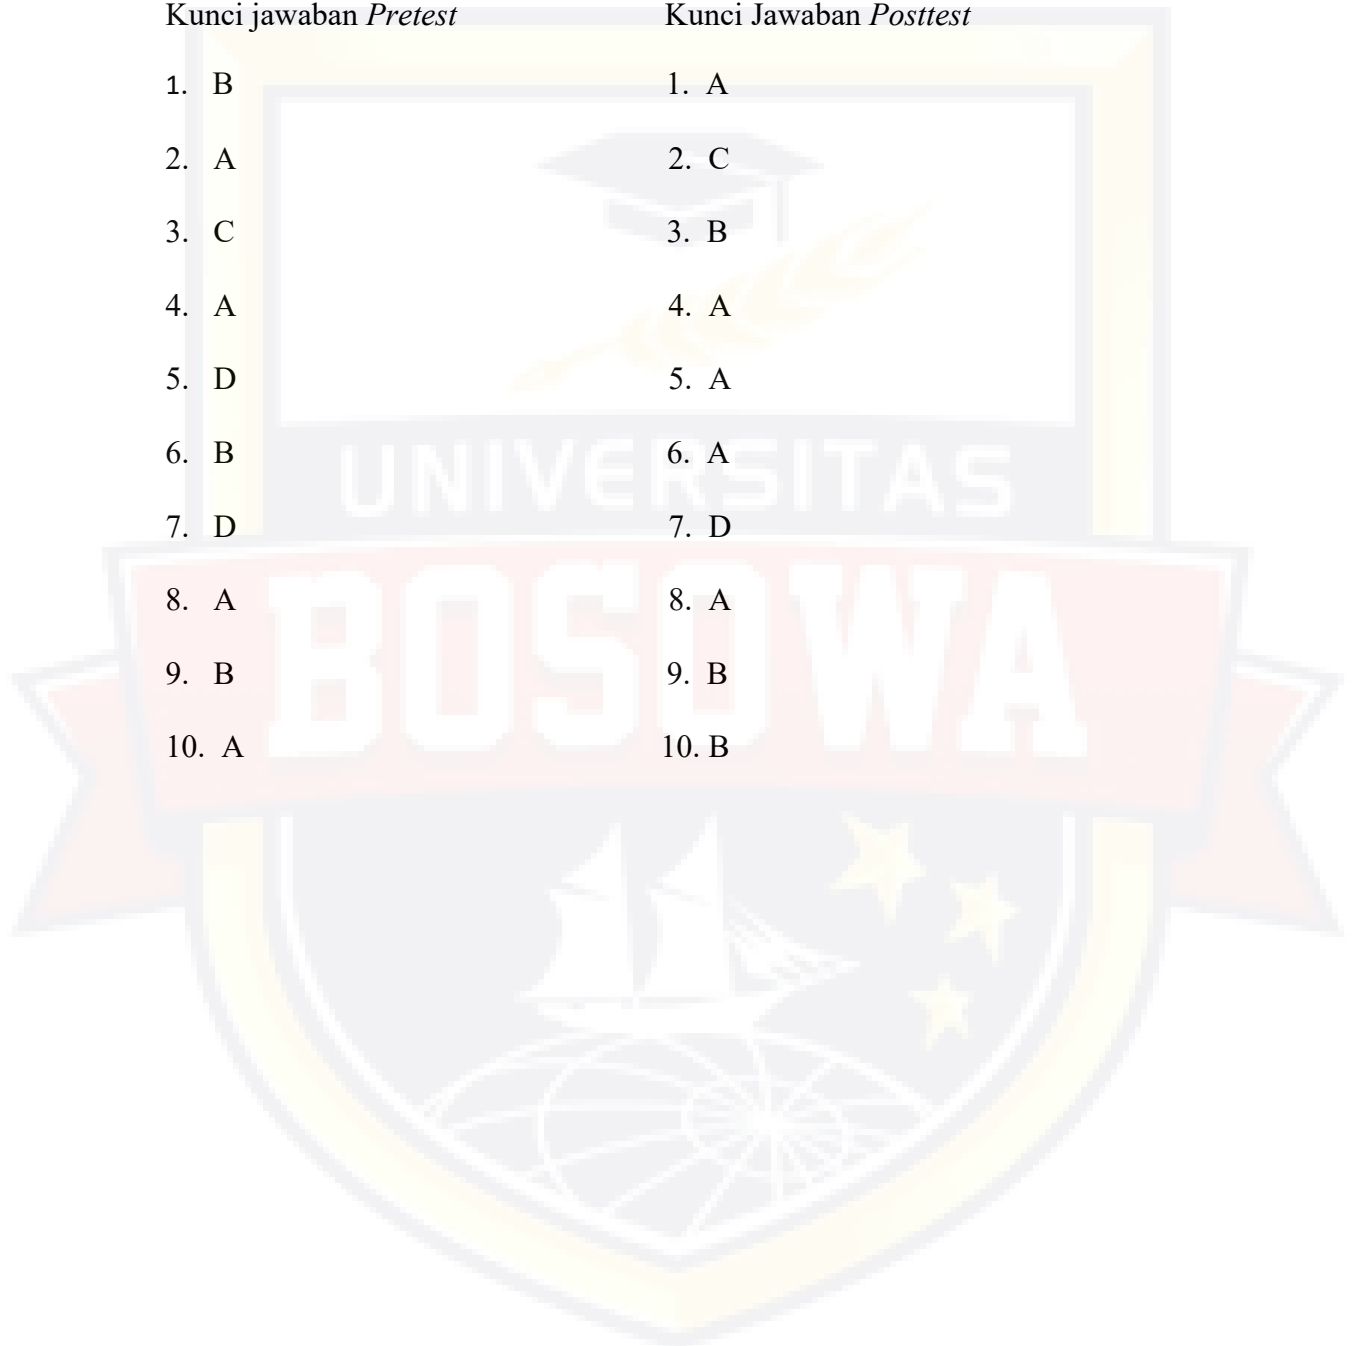 Kunci jawaban Pretest Kunci Jawaban Posttest
1. B 1. A
2. A 2. C
3. C 3. B
4. A 4. A
5. D 5. A
6. B 6. A
UNIVERSITAS
7. D 7. D
8. A 8. A
BOSOWA
9. B 9. B
10. A 10. B